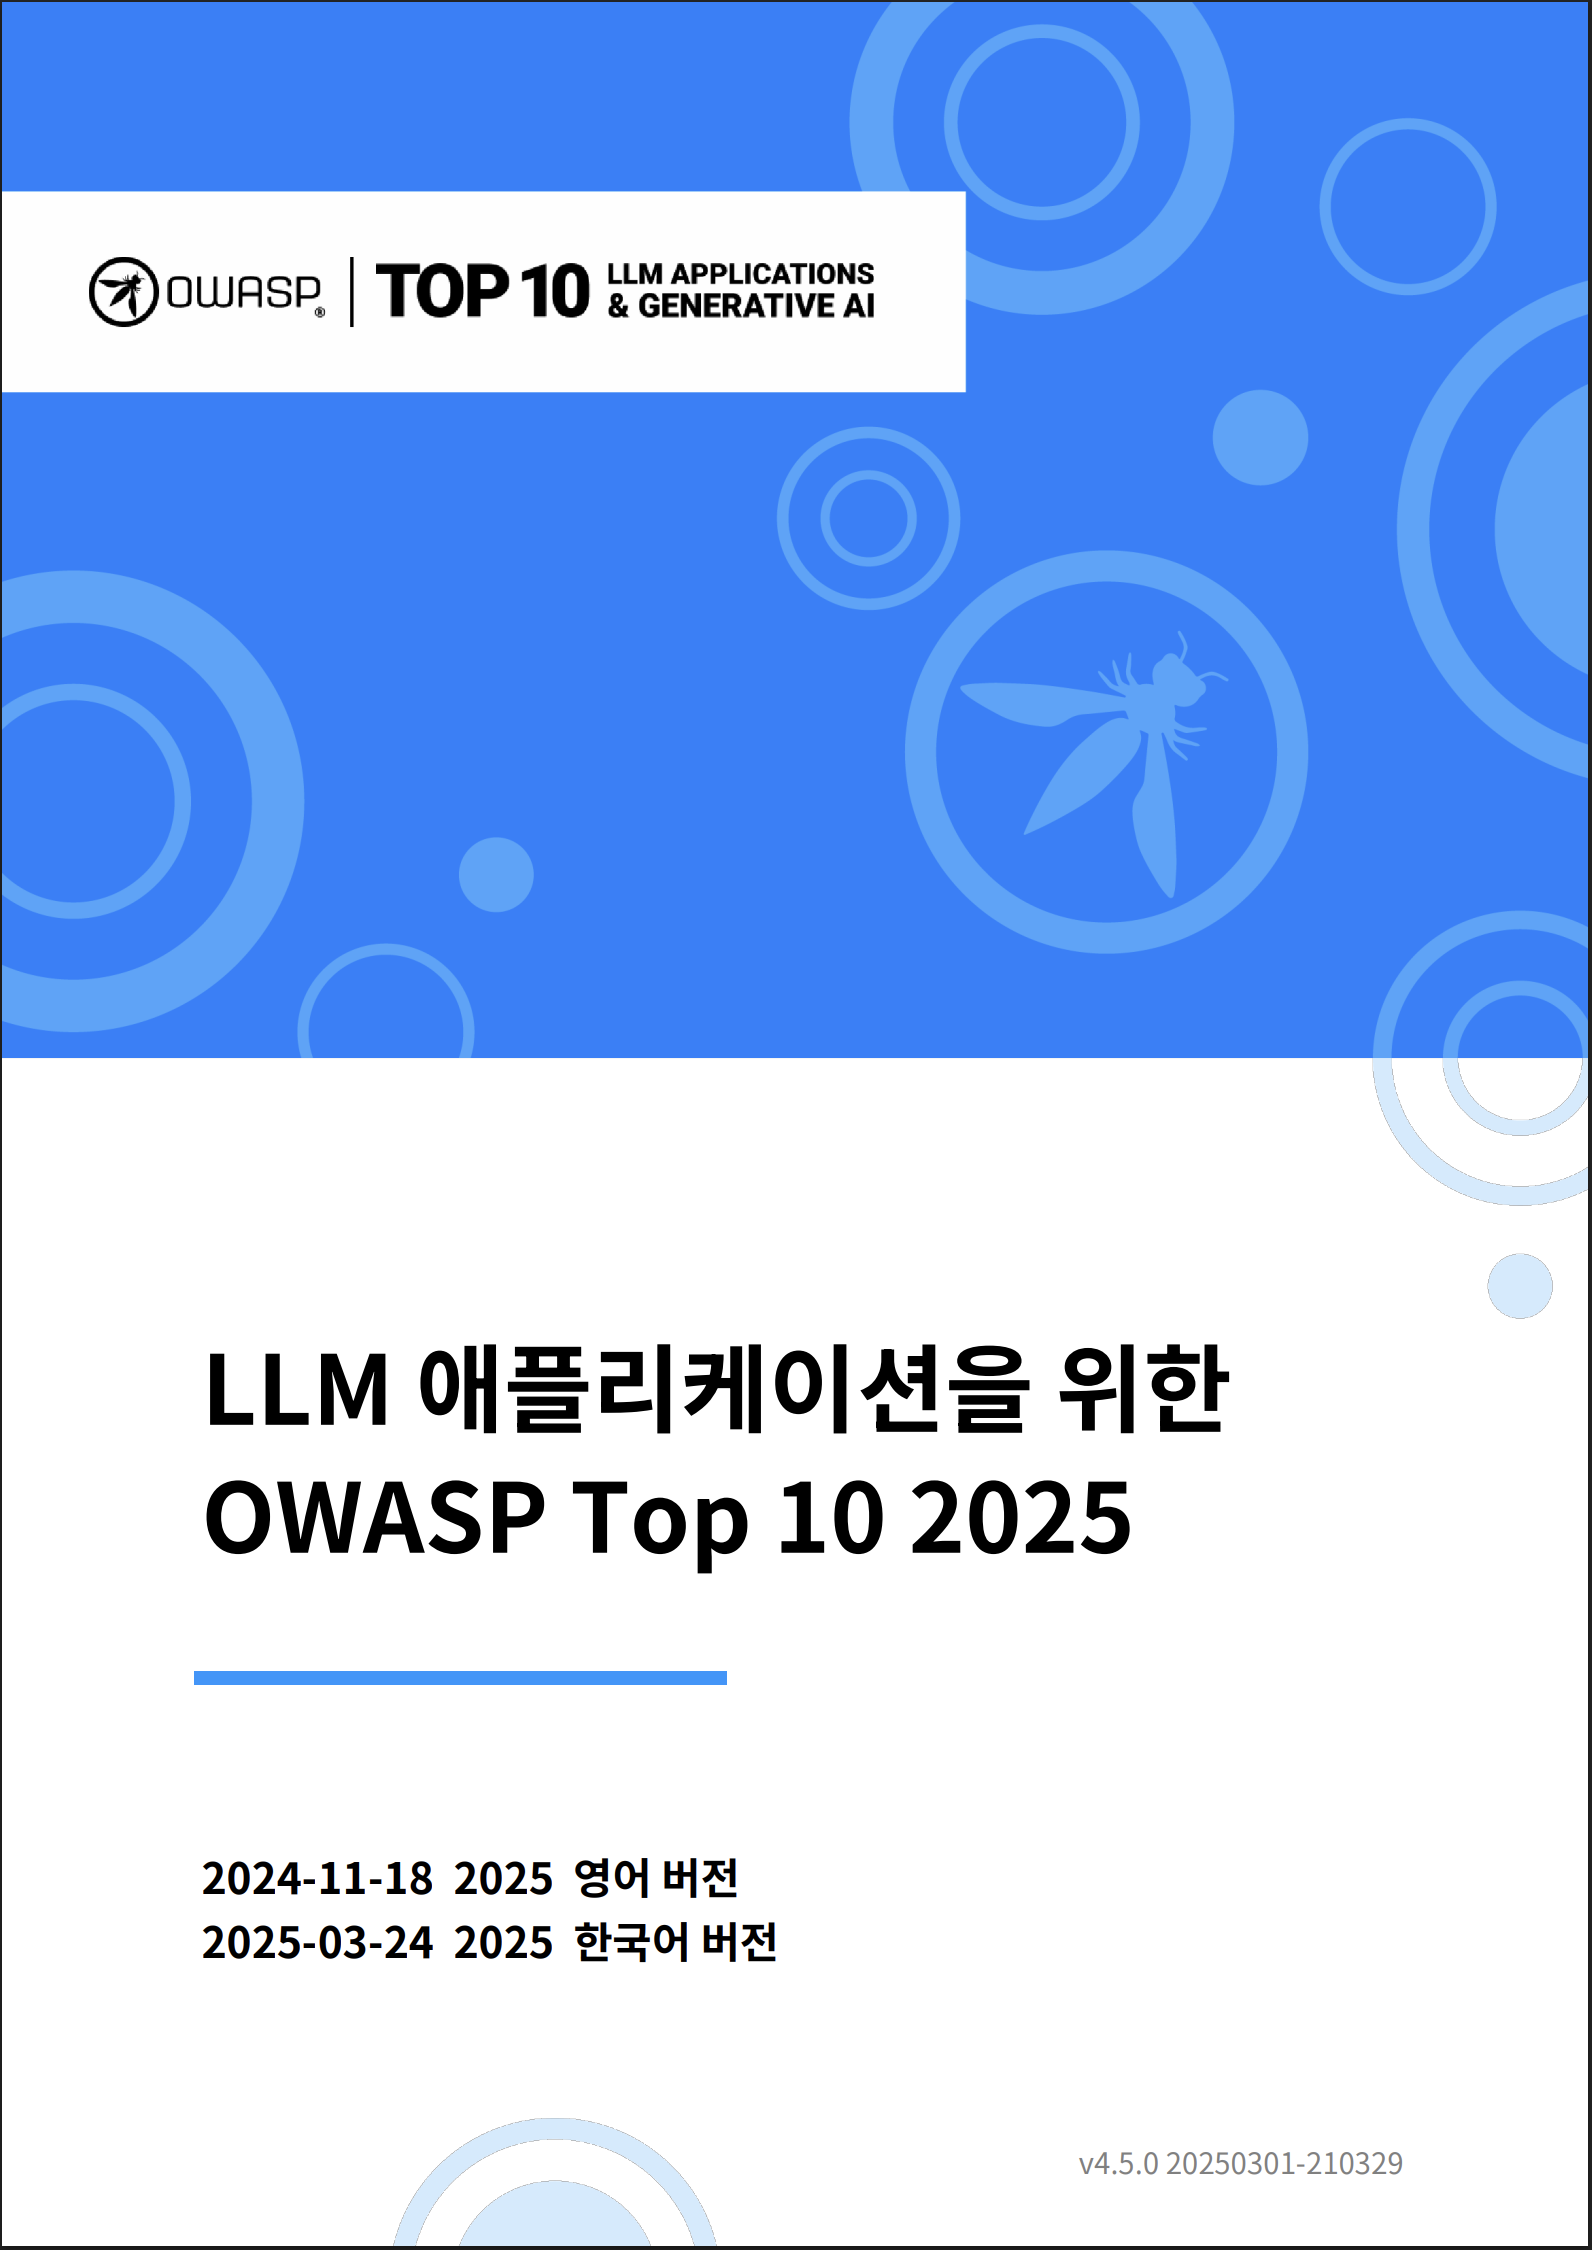 OWASP® | TOP 10 LLM APPLICATIONS
& GENERATIVE AI
LLM 애플리케이션을 위한
OWASP Top 10 2025
2024-11-18 2025 영어 버전
2025-03-24 2025 한국어 버전
v4.5.0 20250301-210329